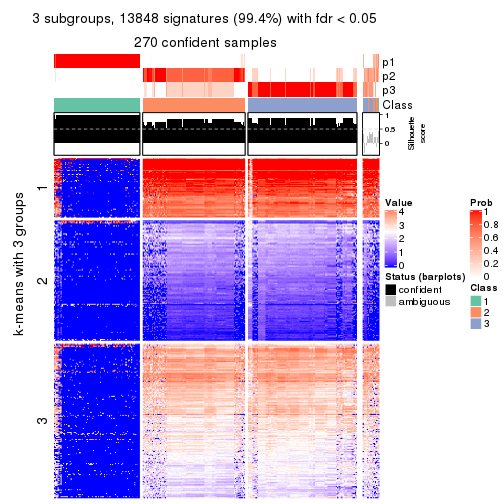 3 subgroups, 13848 signatures (99.4%) with fdr < 0.05
270 confident samples
p1
p2
p3
Class
1
0.5
0
Silhouette
score
k-means with 3 groups
1
2
3
Value
4
3
2
1
0
Status (barplots)
confident
ambiguous
Prob
1
0.8
0.6
0.4
0.2
0
Class
1
2
3